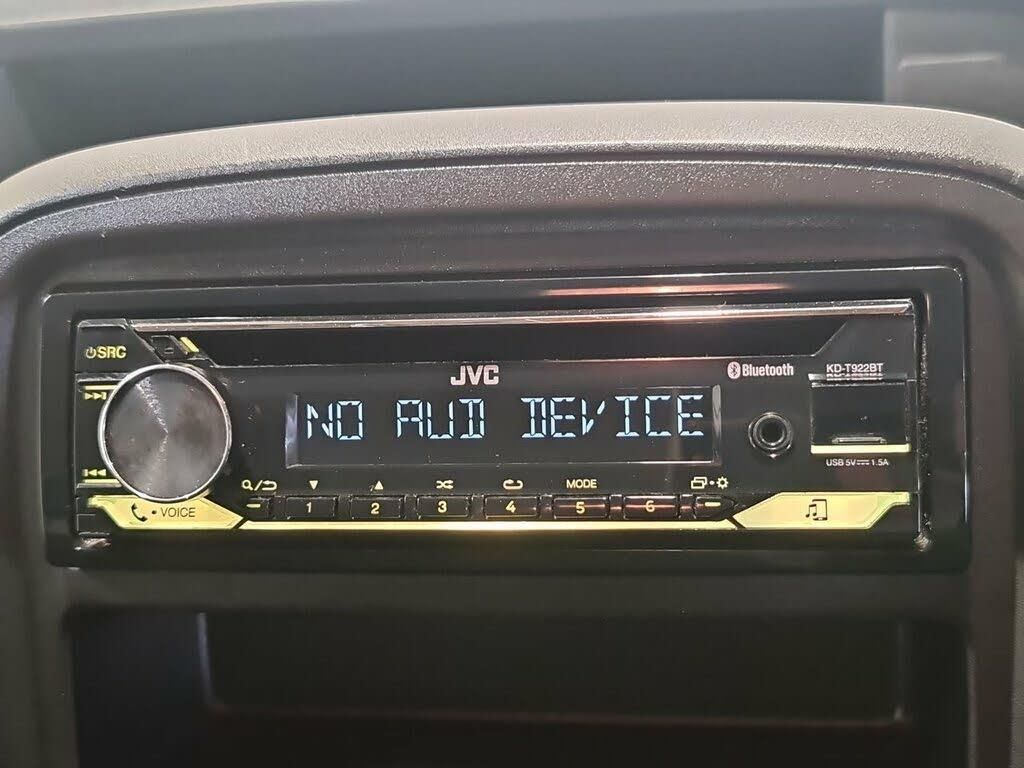 SRC
JVC
Bluetooth
KD-T922BT
NO AUD DEVICE
USB 5V⎓1.5A
MODE
VOICE
1 2 3 4 5 6